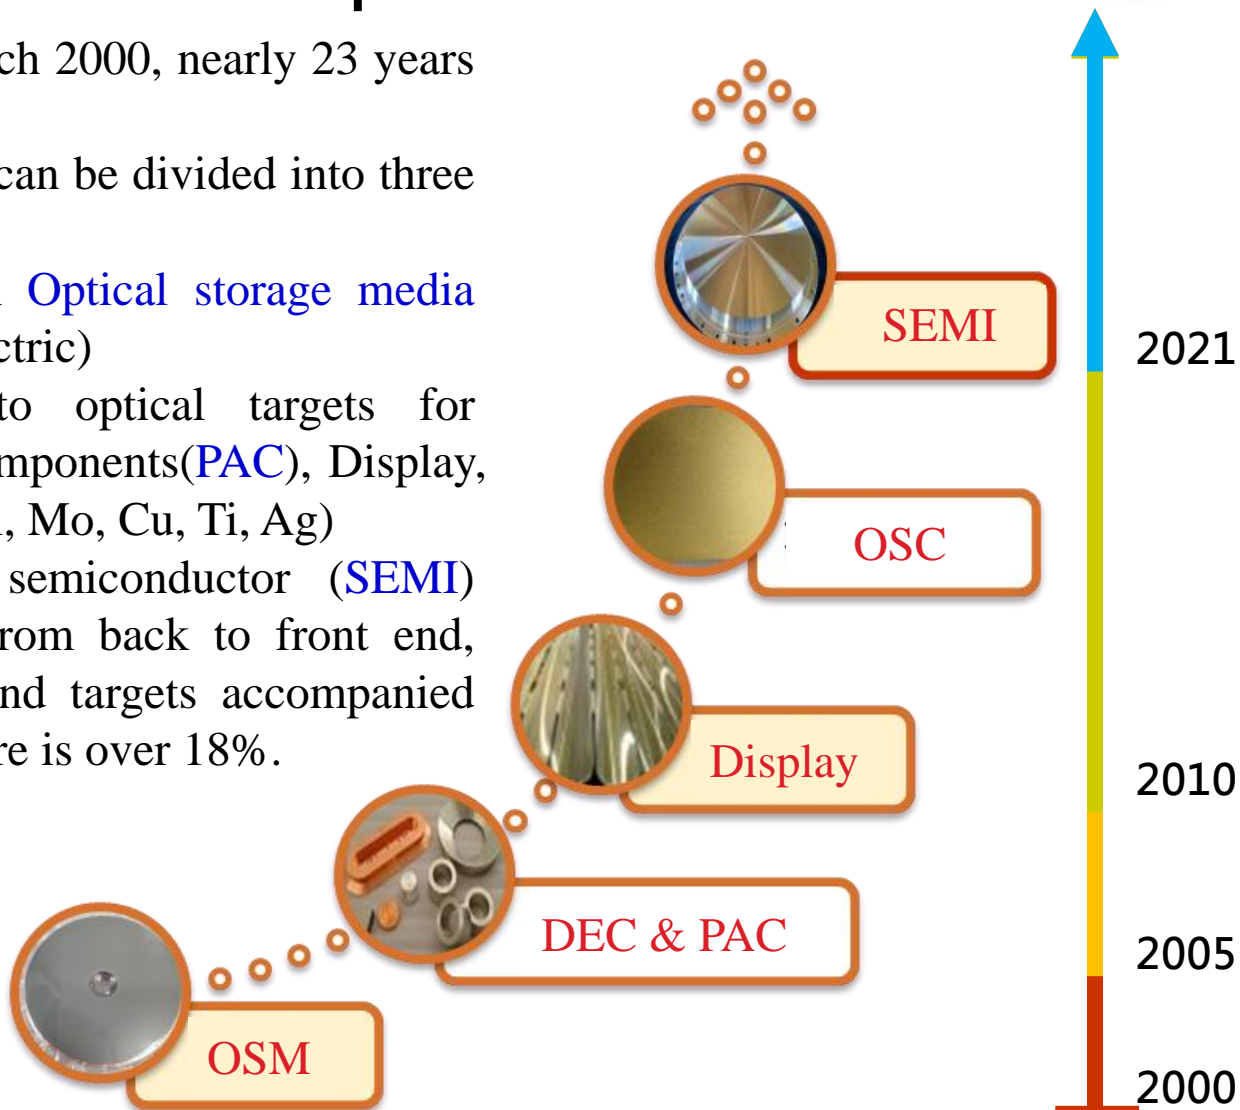 ch 2000, nearly 23 years
can be divided into three
Optical storage media
ctric)
to optical targets for
mponents(PAC), Display,
, Mo, Cu, Ti, Ag)
semiconductor (SEMI)
rom back to front end,
nd targets accompanied
re is over 18%.
SEMI
OSC
Display
DEC & PAC
OSM
2021
2010
2005
2000